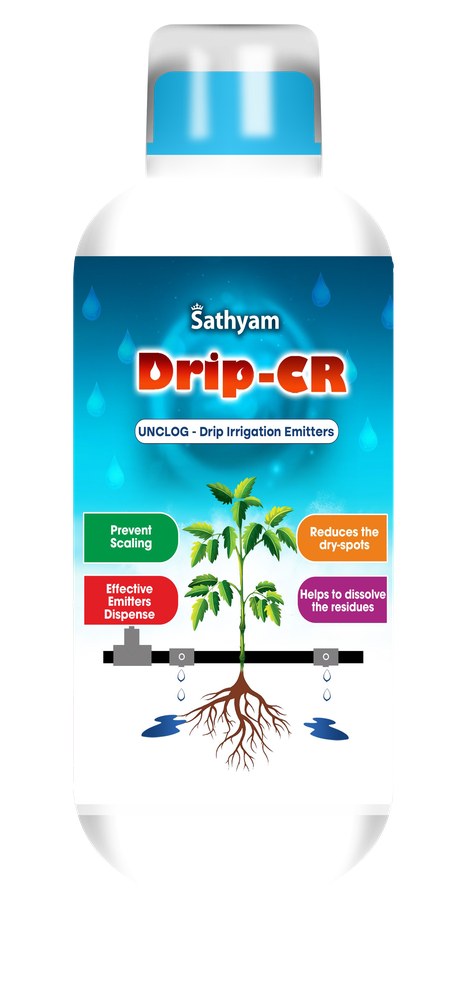 Sathyam
Drip-CR
UNCLOG - Drip Irrigation Emitters
Prevent
Scaling
Reduces the
dry-spots
Effective
Emitters
Dispense
Helps to dissolve
the residues